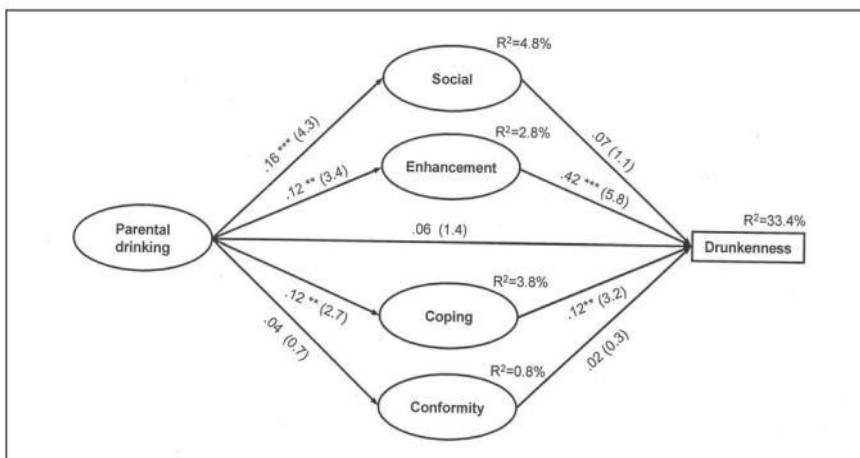 R²=4.8%
Social
.16 *** (4.3)
.07 (1.1)
R²=2.8%
Enhancement
.12 ** (3.4)
.42 *** (5.8)
Parental
drinking
.06 (1.4)
R²=33.4%
Drunkenness
R²=3.8%
.12 ** (2.7)
Coping
.12** (3.2)
.04 (0.7)
R²=0.8%
.02 (0.3)
Conformity